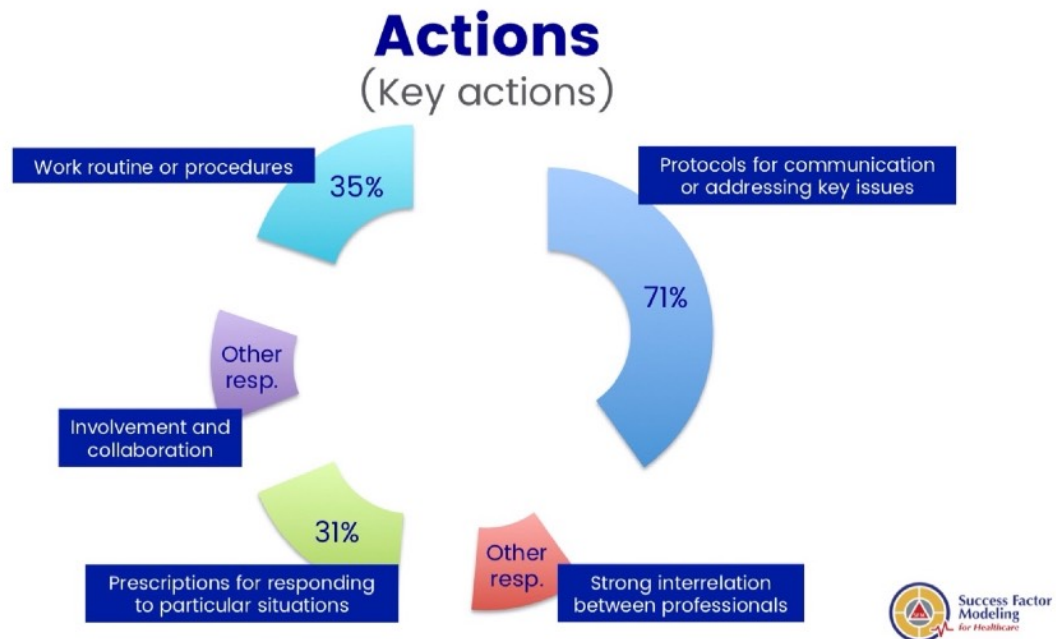 Actions
(Key actions)
Work routine or procedures
35%
Protocols for communication
or addressing key issues
71%
Other
resp.
Involvement and
collaboration
31%
Prescriptions for responding
to particular situations
Other
resp.
Strong interrelation
between professionals
Success Factor
Modeling
for Healthcare